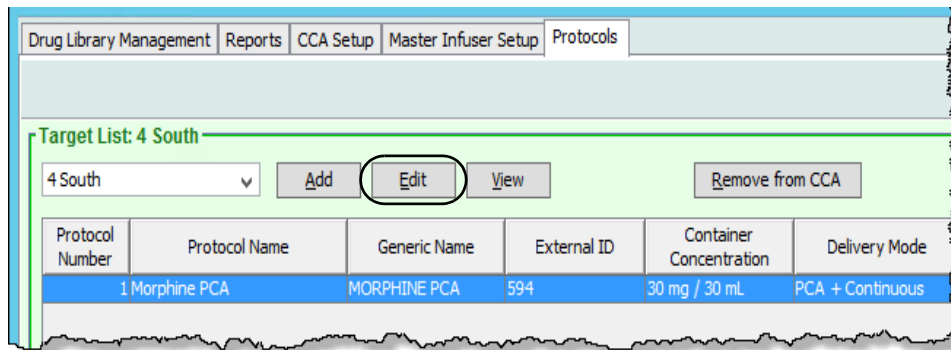 Drug Library Management Reports CCA Setup Master Infuser Setup Protocols
Target List: 4 South
4 South Add Edit View Remove from CCA
Protocol Number Protocol Name Generic Name External ID Container Concentration Delivery Mode
1 Morphine PCA MORPHINE PCA 594 30 mg / 30 mL PCA + Continuous